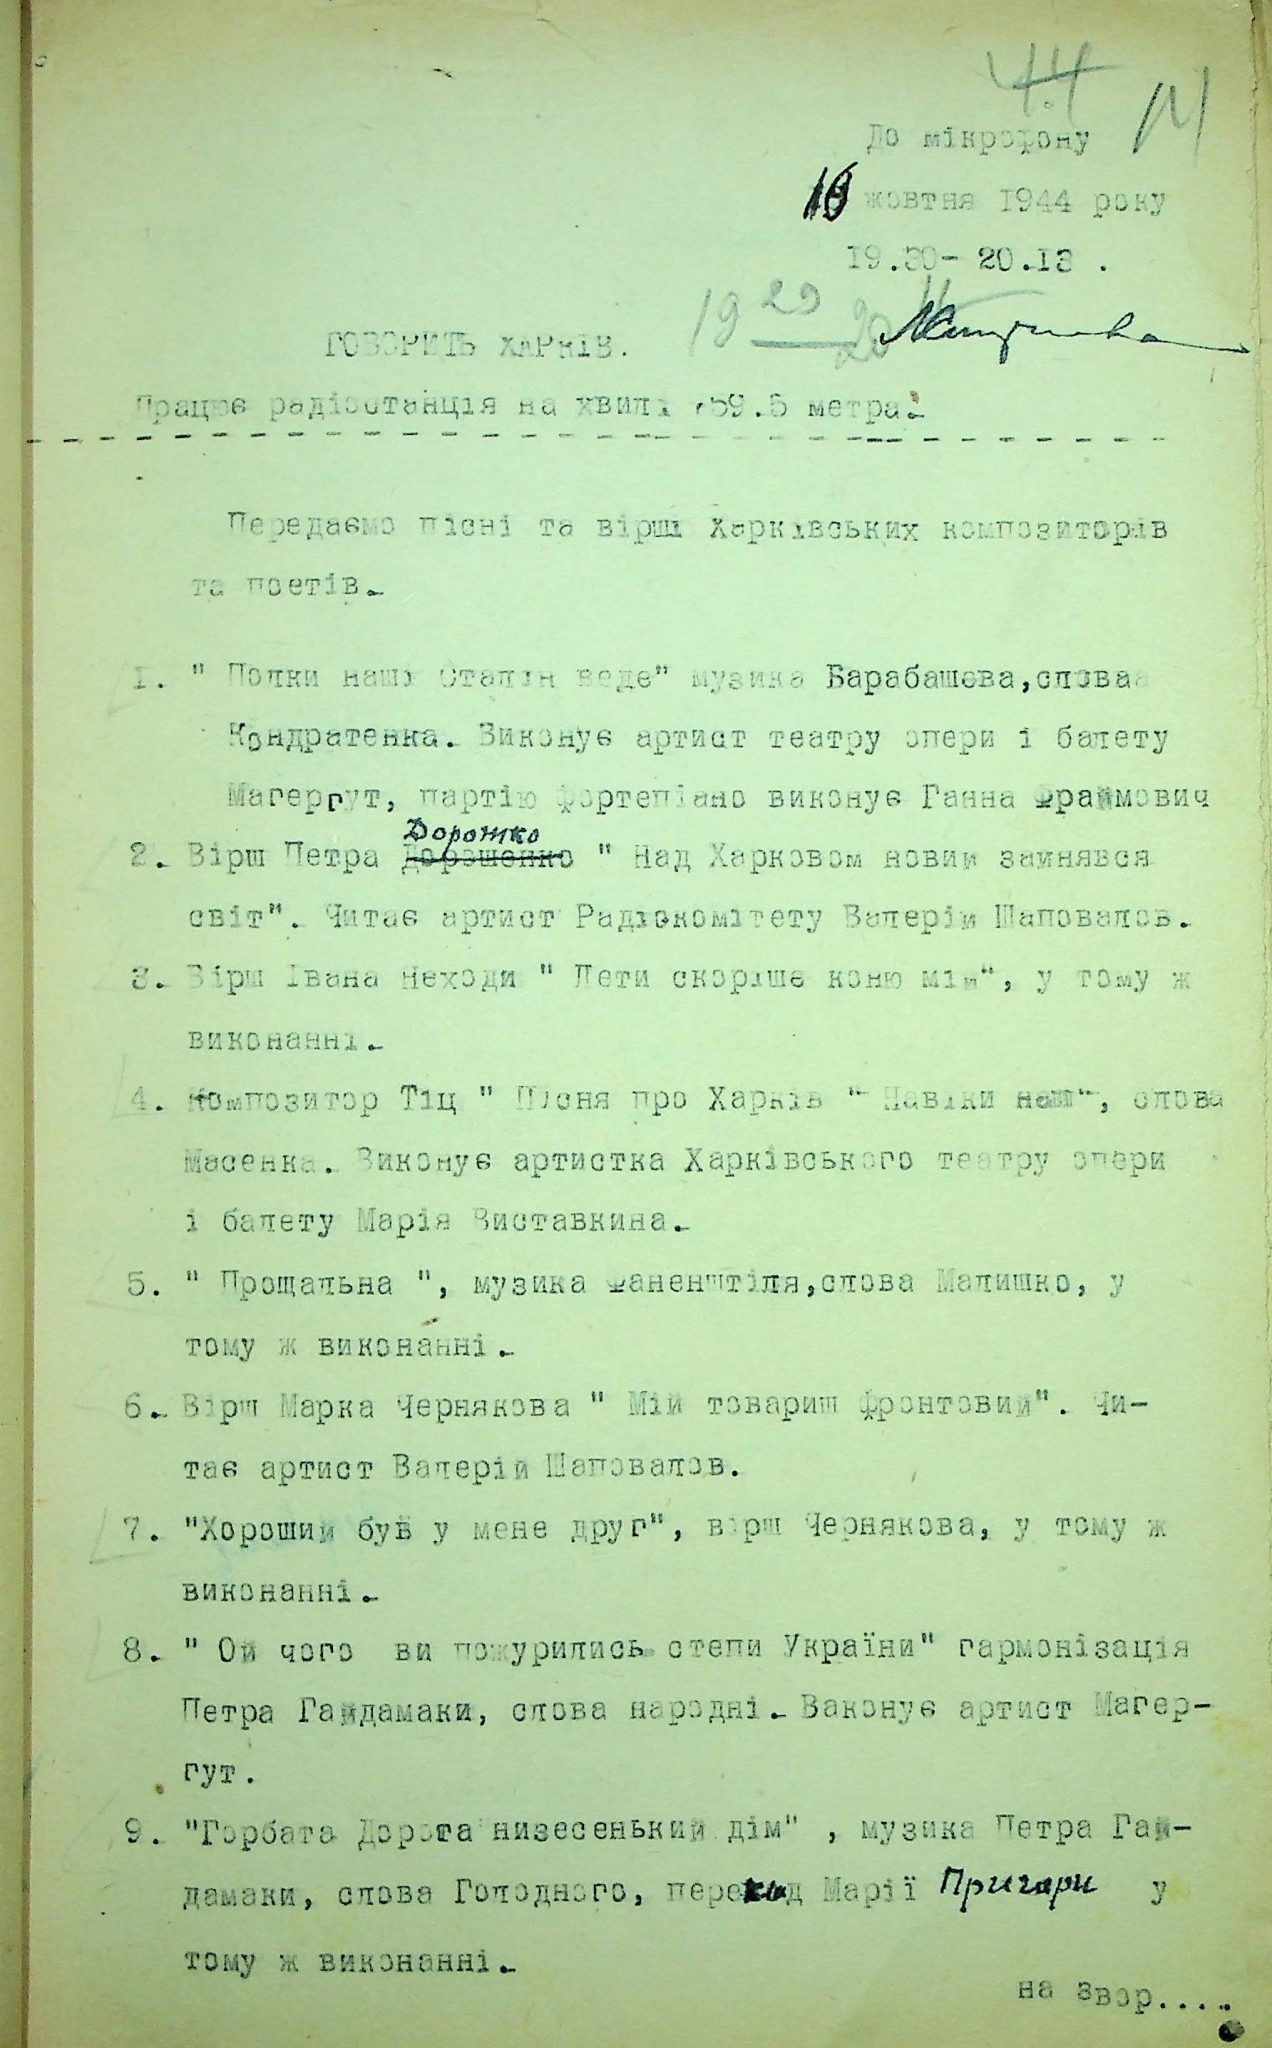 44
До мікрофону
жовтня 1944 року
19.30- 20.13 .
19 29 20
ГОВОРИТЬ ХАРКІВ.
Працює радіостанція на хвилі 759.5 метра.
Передаємо пісні та вірші Харківських композиторів
та поетів.
1. " Полки наші Сталін веде" музика Барабашова,слова
Кондратенка. Виконує артист театру опери і балету
Магергут, партію фортепіано виконує Ганна Фраймович
Дорожко
2. Вірш Петра Дорошенко " Над Харковом новий зайнявся
світ". Читає артист Радіокомітету Валерій Шаповалов.
3. Вірш Івана Неходи " Лети скоріше коню мій", у тому ж
виконанні.
4. Композитор Тіц " Пісня про Харків " Навіки наш", слова
Масенка. Виконує артистка Харківського театру опери
і балету Марія Виставкина.
5. " Прощальна ", музика Фаненштіля,слова Малишко, у
тому ж виконанні.
6. Вірш Марка Чернякова " Мій товариш фронтовий". Чи-
тає артист Валерій Шаповалов.
7. "Хороший був у мене друг", вірш Чернякова, у тому ж
виконанні.
8. " Ой чого ви пожурились степи України" гармонізація
Петра Гайдамаки, слова народні. Ваконує артист Магер-
гут.
9. "Горбата Дорога низесенький дім" , музика Петра Гай-
дамаки, слова Голодного, переклад Марії Пригари у
тому ж виконанні.
на звор....